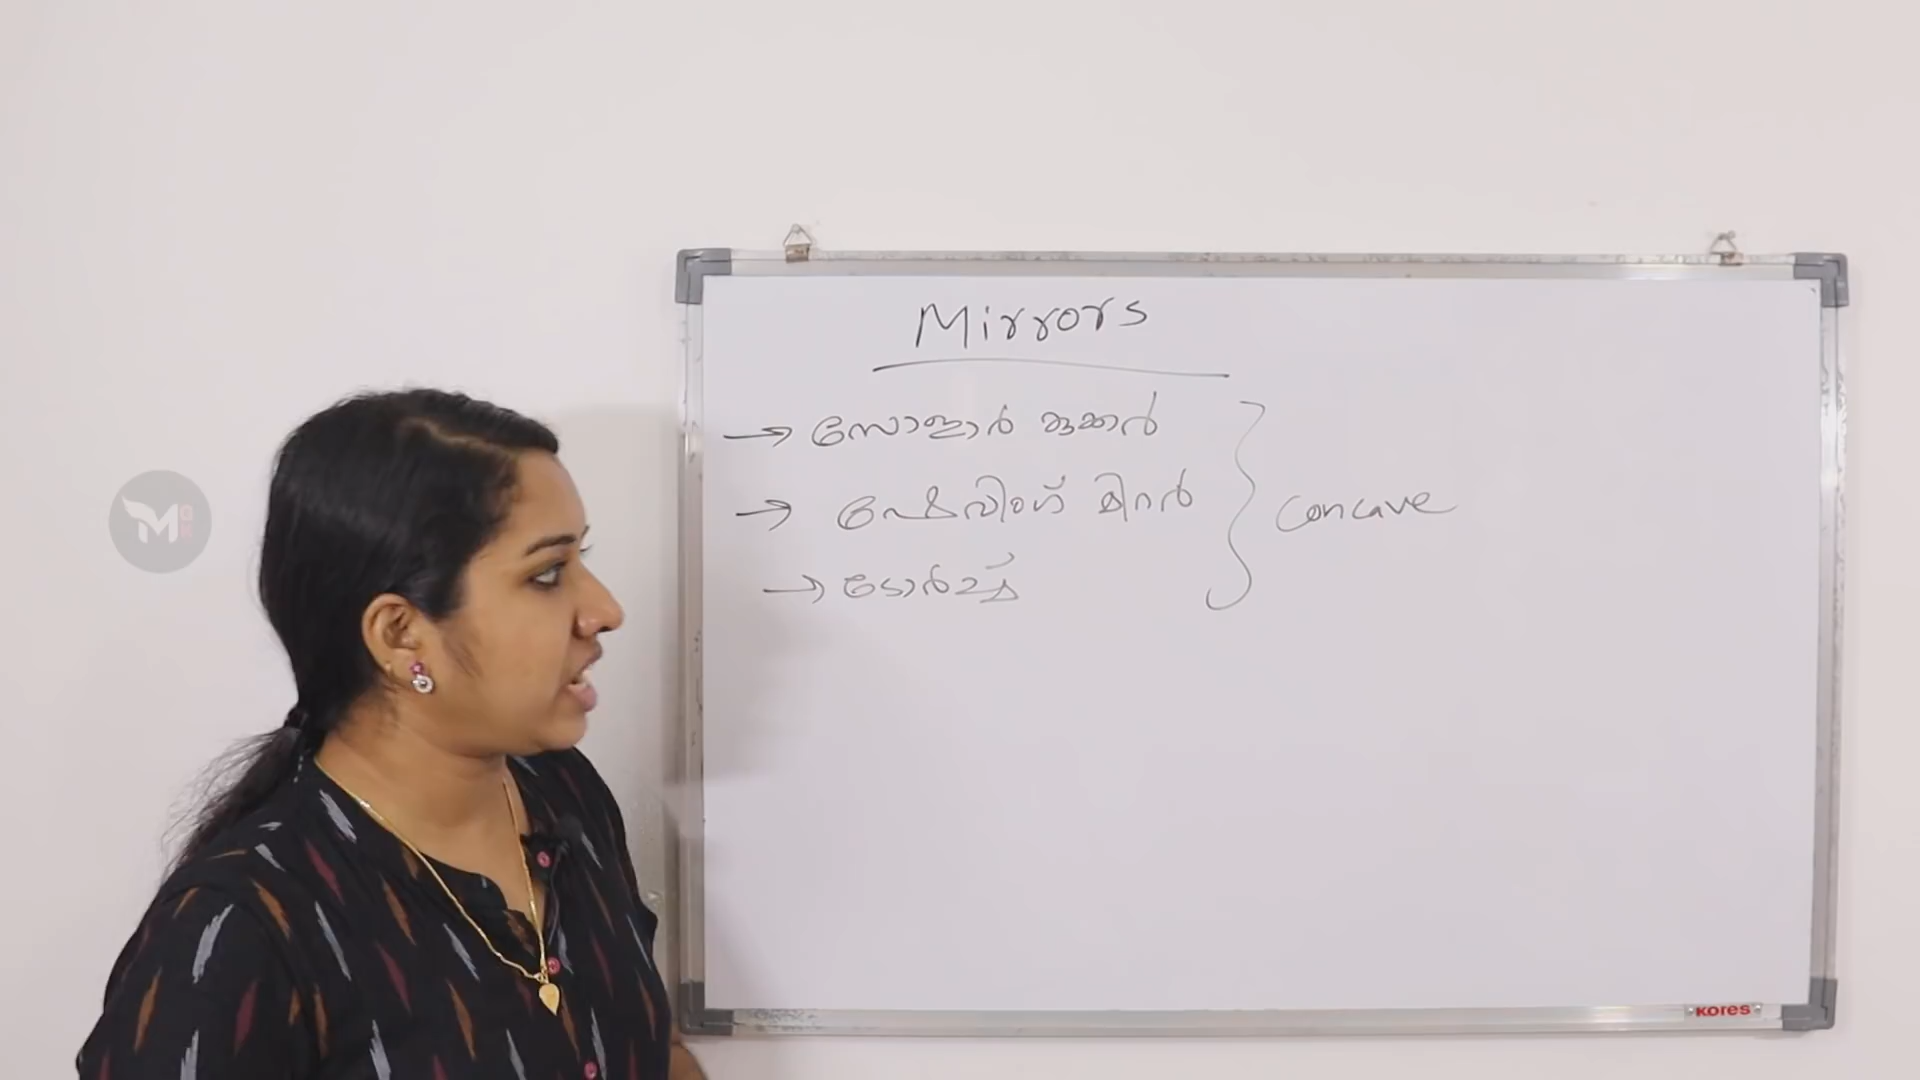 Mirrors
→ സോളാർ കുക്കർ
→ ഷേവിംഗ് മിറർ
→ ടോർച്ച്
concave
kores
M